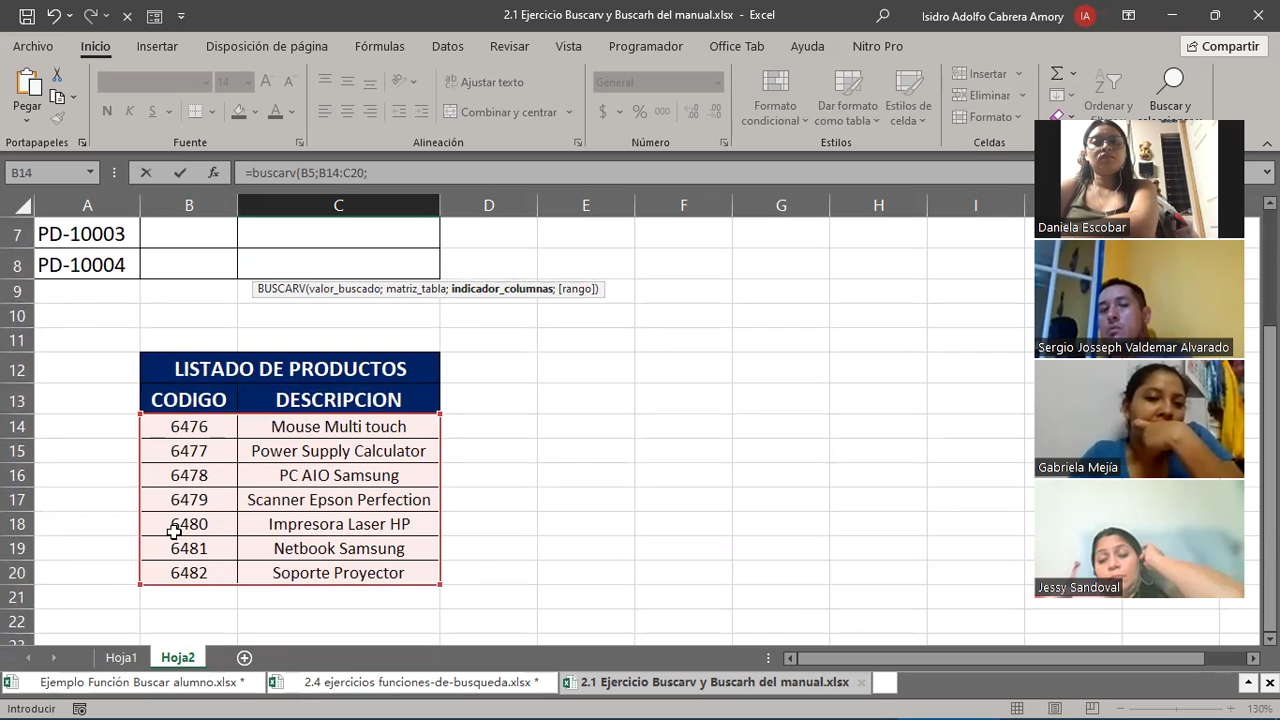 2.1 Ejercicio Buscarv y Buscarh del manual.xlsx - Excel
Isidro Adolfo Cabrera Amory
IA
Archivo Inicio Insertar Disposición de página Fórmulas Datos Revisar Vista Programador Office Tab Ayuda Nitro Pro Compartir
Pegar
14
General
Ajustar texto
Combinar y centrar
N K S
$ % 000
Formato condicional
Dar formato como tabla
Estilos de celda
Insertar
Eliminar
Formato
Ordenar y
Buscar y
Portapapeles Fuente Alineación Número Estilos Celdas
B14 =buscarv(B5;B14:C20;
A B C D E F G H I
7 PD-10003
8 PD-10004
9 BUSCARV(valor_buscado; matriz_tabla; indicador_columnas; [rango])
10
11
12 LISTADO DE PRODUCTOS
13 CODIGO DESCRIPCION
14 6476 Mouse Multi touch
15 6477 Power Supply Calculator
16 6478 PC AIO Samsung
17 6479 Scanner Epson Perfection
18 6480 Impresora Laser HP
19 6481 Netbook Samsung
20 6482 Soporte Proyector
21
22
Daniela Escobar
Sergio Josseph Valdemar Alvarado
Gabriela Mejía
Jessy Sandoval
Hoja1 Hoja2
Ejemplo Función Buscar alumno.xlsx *
2.4 ejercicios funciones-de-busqueda.xlsx *
2.1 Ejercicio Buscarv y Buscarh del manual.xlsx
Introducir
130%